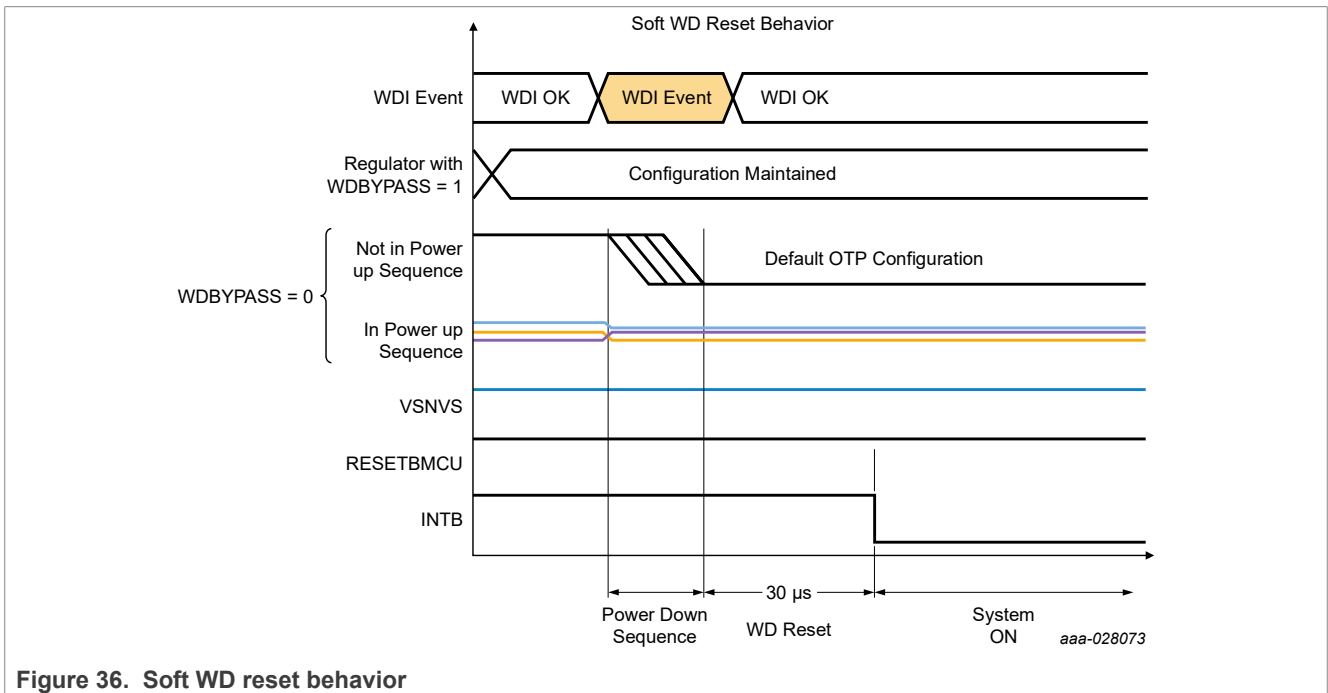 Soft WD Reset Behavior
WDI Event
WDI OK
WDI Event
WDI OK
Regulator with
WDBYPASS = 1
Configuration Maintained
WDBYPASS = 0
Not in Power
up Sequence
Default OTP Configuration
In Power up
Sequence
VSNVS
RESETBMCU
INTB
30 μs
Power Down
Sequence
WD Reset
System
ON
aaa-028073
Figure 36. Soft WD reset behavior